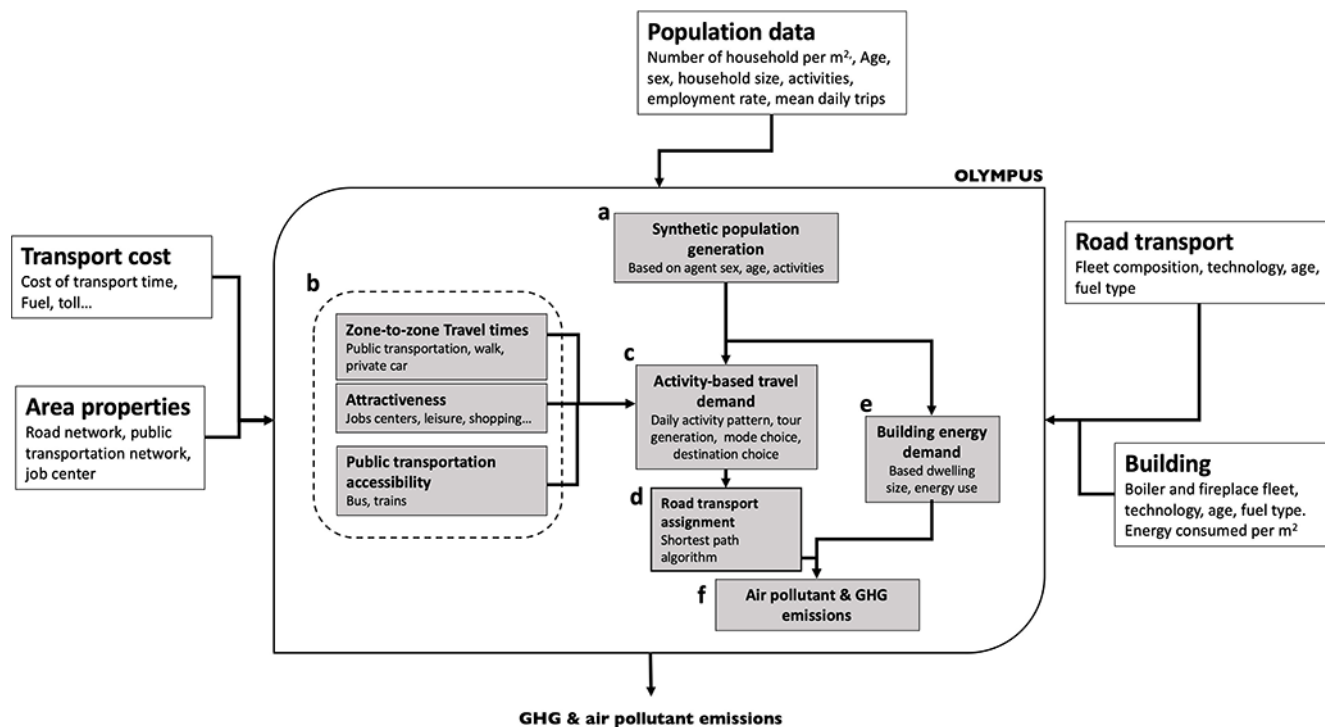 Population data
Number of household per m², Age,
sex, household size, activities,
employment rate, mean daily trips
OLYMPUS
a
Synthetic population
generation
Based on agent sex, age, activities
Transport cost
Cost of transport time,
Fuel, toll...
Area properties
Road network, public
transportation network,
job center
b
Zone-to-zone Travel times
Public transportation, walk,
private car
Attractiveness
Jobs centers, leisure, shopping...
Public transportation
accessibility
Bus, trains
c
Activity-based travel
demand
Daily activity pattern, tour
generation, mode choice,
destination choice
d
Road transport
assignment
Shortest path
algorithm
e
Building energy
demand
Based dwelling
size, energy use
f
Air pollutant & GHG
emissions
Road transport
Fleet composition, technology, age,
fuel type
Building
Boiler and fireplace fleet,
technology, age, fuel type.
Energy consumed per m²
GHG & air pollutant emissions